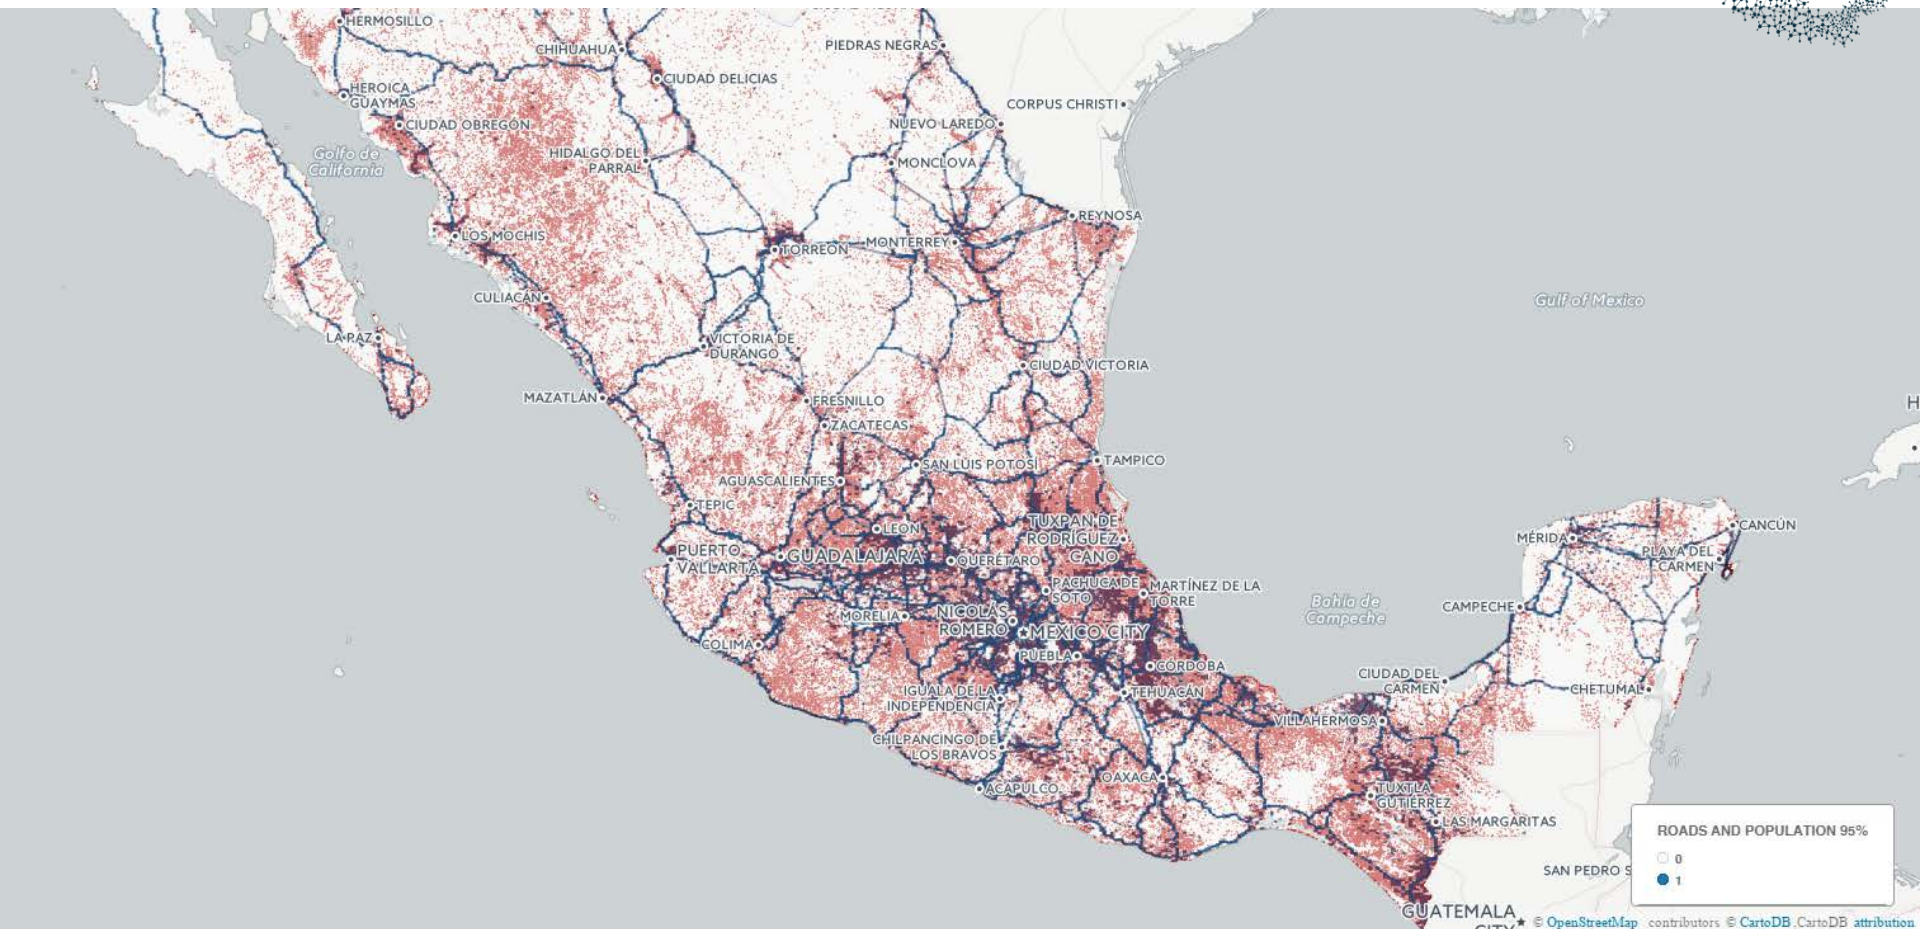 HERMOSILLO
CHIHUAHUA
PIEDRAS NEGRAS
CIUDAD DELICIAS
HEROICA
GUAYMAS
CORPUS CHRISTI
CIUDAD OBREGÓN
NUEVO LAREDO
Golfo de
California
HIDALGO DEL
PARRAL
MONCLOVA
REYNOSA
LOS MOCHIS
TORREÓN
MONTERREY
CULIACÁN
Gulf of Mexico
LA PAZ
VICTORIA DE
DURANGO
CIUDAD VICTORIA
MAZATLÁN
FRESNILLO
H
ZACATECAS
SAN LUIS POTOSÍ
TAMPICO
AGUASCALIENTES
TEPIC
LEÓN
TUXPAN DE
RODRÍGUEZ
CANO
MÉRIDA
CANCÚN
PUERTO
VALLARTA
GUADALAJARA
QUERÉTARO
PLAYA DEL
CARMEN
PACHUCA DE
SOTO
MARTÍNEZ DE LA
TORRE
Bahía de
Campeche
CAMPECHE
MORELIA
NICOLÁS
ROMERO
MEXICO CITY
COLIMA
PUEBLA
CÓRDOBA
CIUDAD DEL
CARMEN
CHETUMAL
IGUALA DE LA
INDEPENDENCIA
TEHUACÁN
VILLAHERMOSA
CHILPANCINGO DE
LOS BRAVOS
OAXACA
ACAPULCO
TUXTLA
GUTIÉRREZ
LAS MARGARITAS
ROADS AND POPULATION 95%
0
1
SAN PEDRO S
GUATEMALA
CITY
© OpenStreetMap contributors © CartoDB, CartoDB attribution